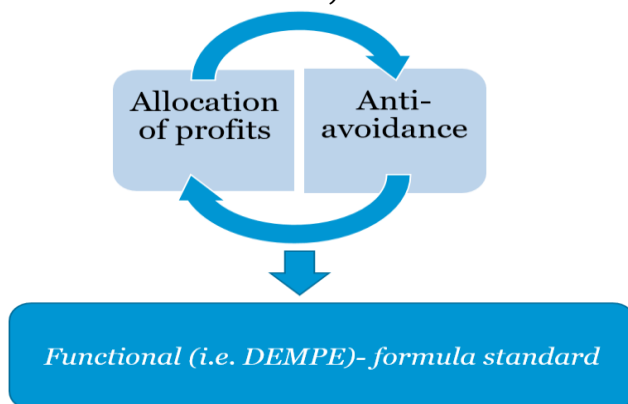 Allocation
of profits
Anti-
avoidance
Functional (i.e. DEMPE)- formula standard